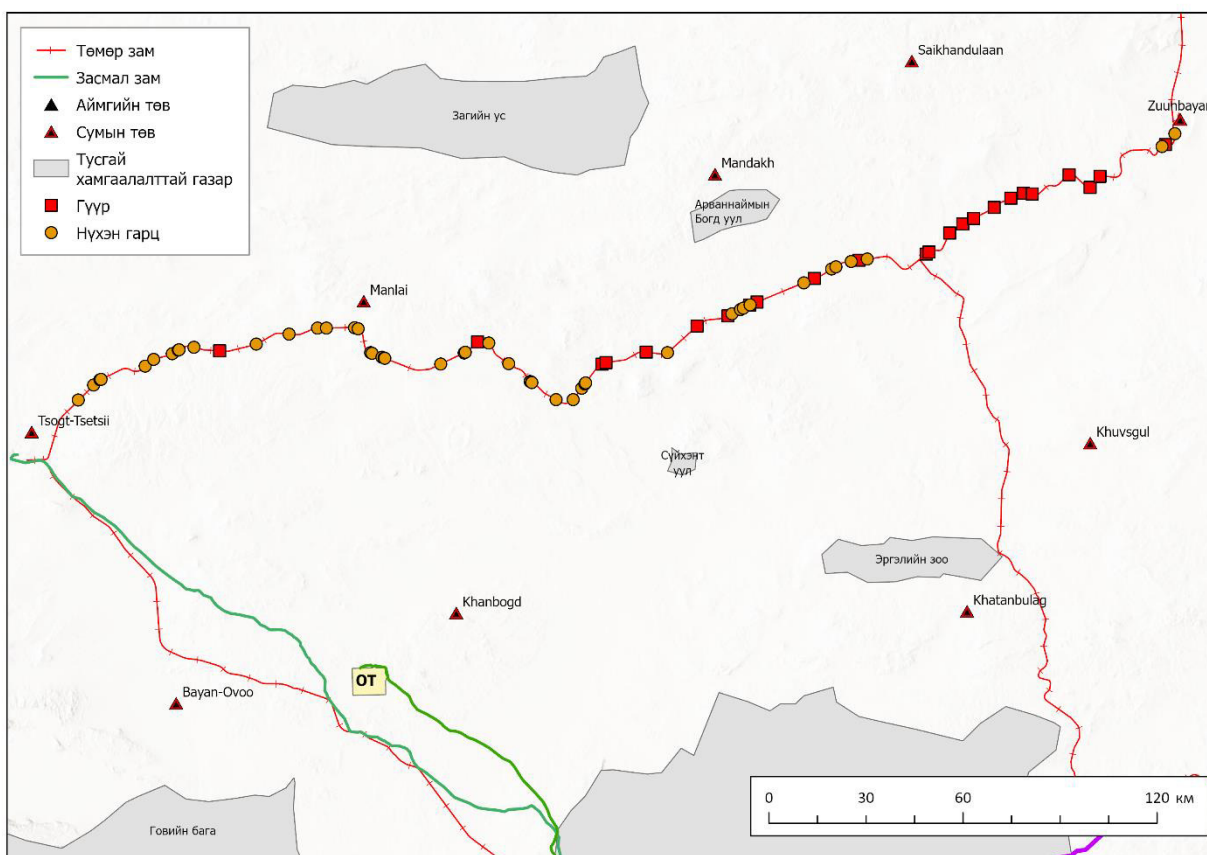 Төмөр зам
Засмал зам
Аймгийн төв
Сумын төв
Тусгай
хамгаалалттай газар
Гүүр
Нүхэн гарц
Saikhandulaan
Zuunbayan
Загийн ус
Mandakh
Арваннаймын
Богд уул
Manlai
Tsogt-Tsetsii
Khuvsgul
Сүйхэнт
уул
Эргэлийн зоо
Khanbogd
Khatanbulag
ОТ
Bayan-Ovoo
Говийн бага
0 30 60 120 км